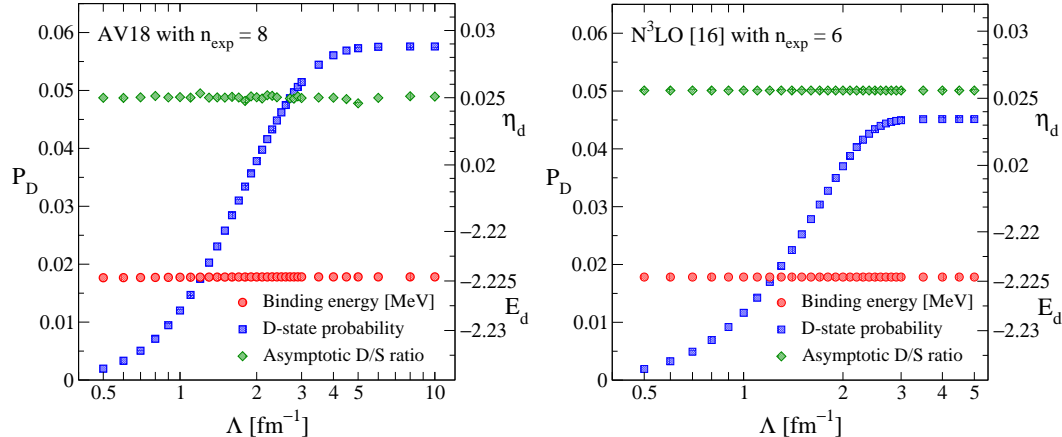 AV18 with n_exp = 8
0.06
0.05
0.04
0.03
0.02
0.01
0
P_D
0.03
0.025
0.02
η_d
−2.22
−2.225
−2.23
E_d
Binding energy [MeV]
D-state probability
Asymptotic D/S ratio
0.5
1
2
3
4
5
10
Λ [fm⁻¹]
N³LO [16] with n_exp = 6
0.06
0.05
0.04
0.03
0.02
0.01
0
P_D
0.03
0.025
0.02
η_d
−2.22
−2.225
−2.23
E_d
Binding energy [MeV]
D-state probability
Asymptotic D/S ratio
0.5
1
2
3
4
5
Λ [fm⁻¹]